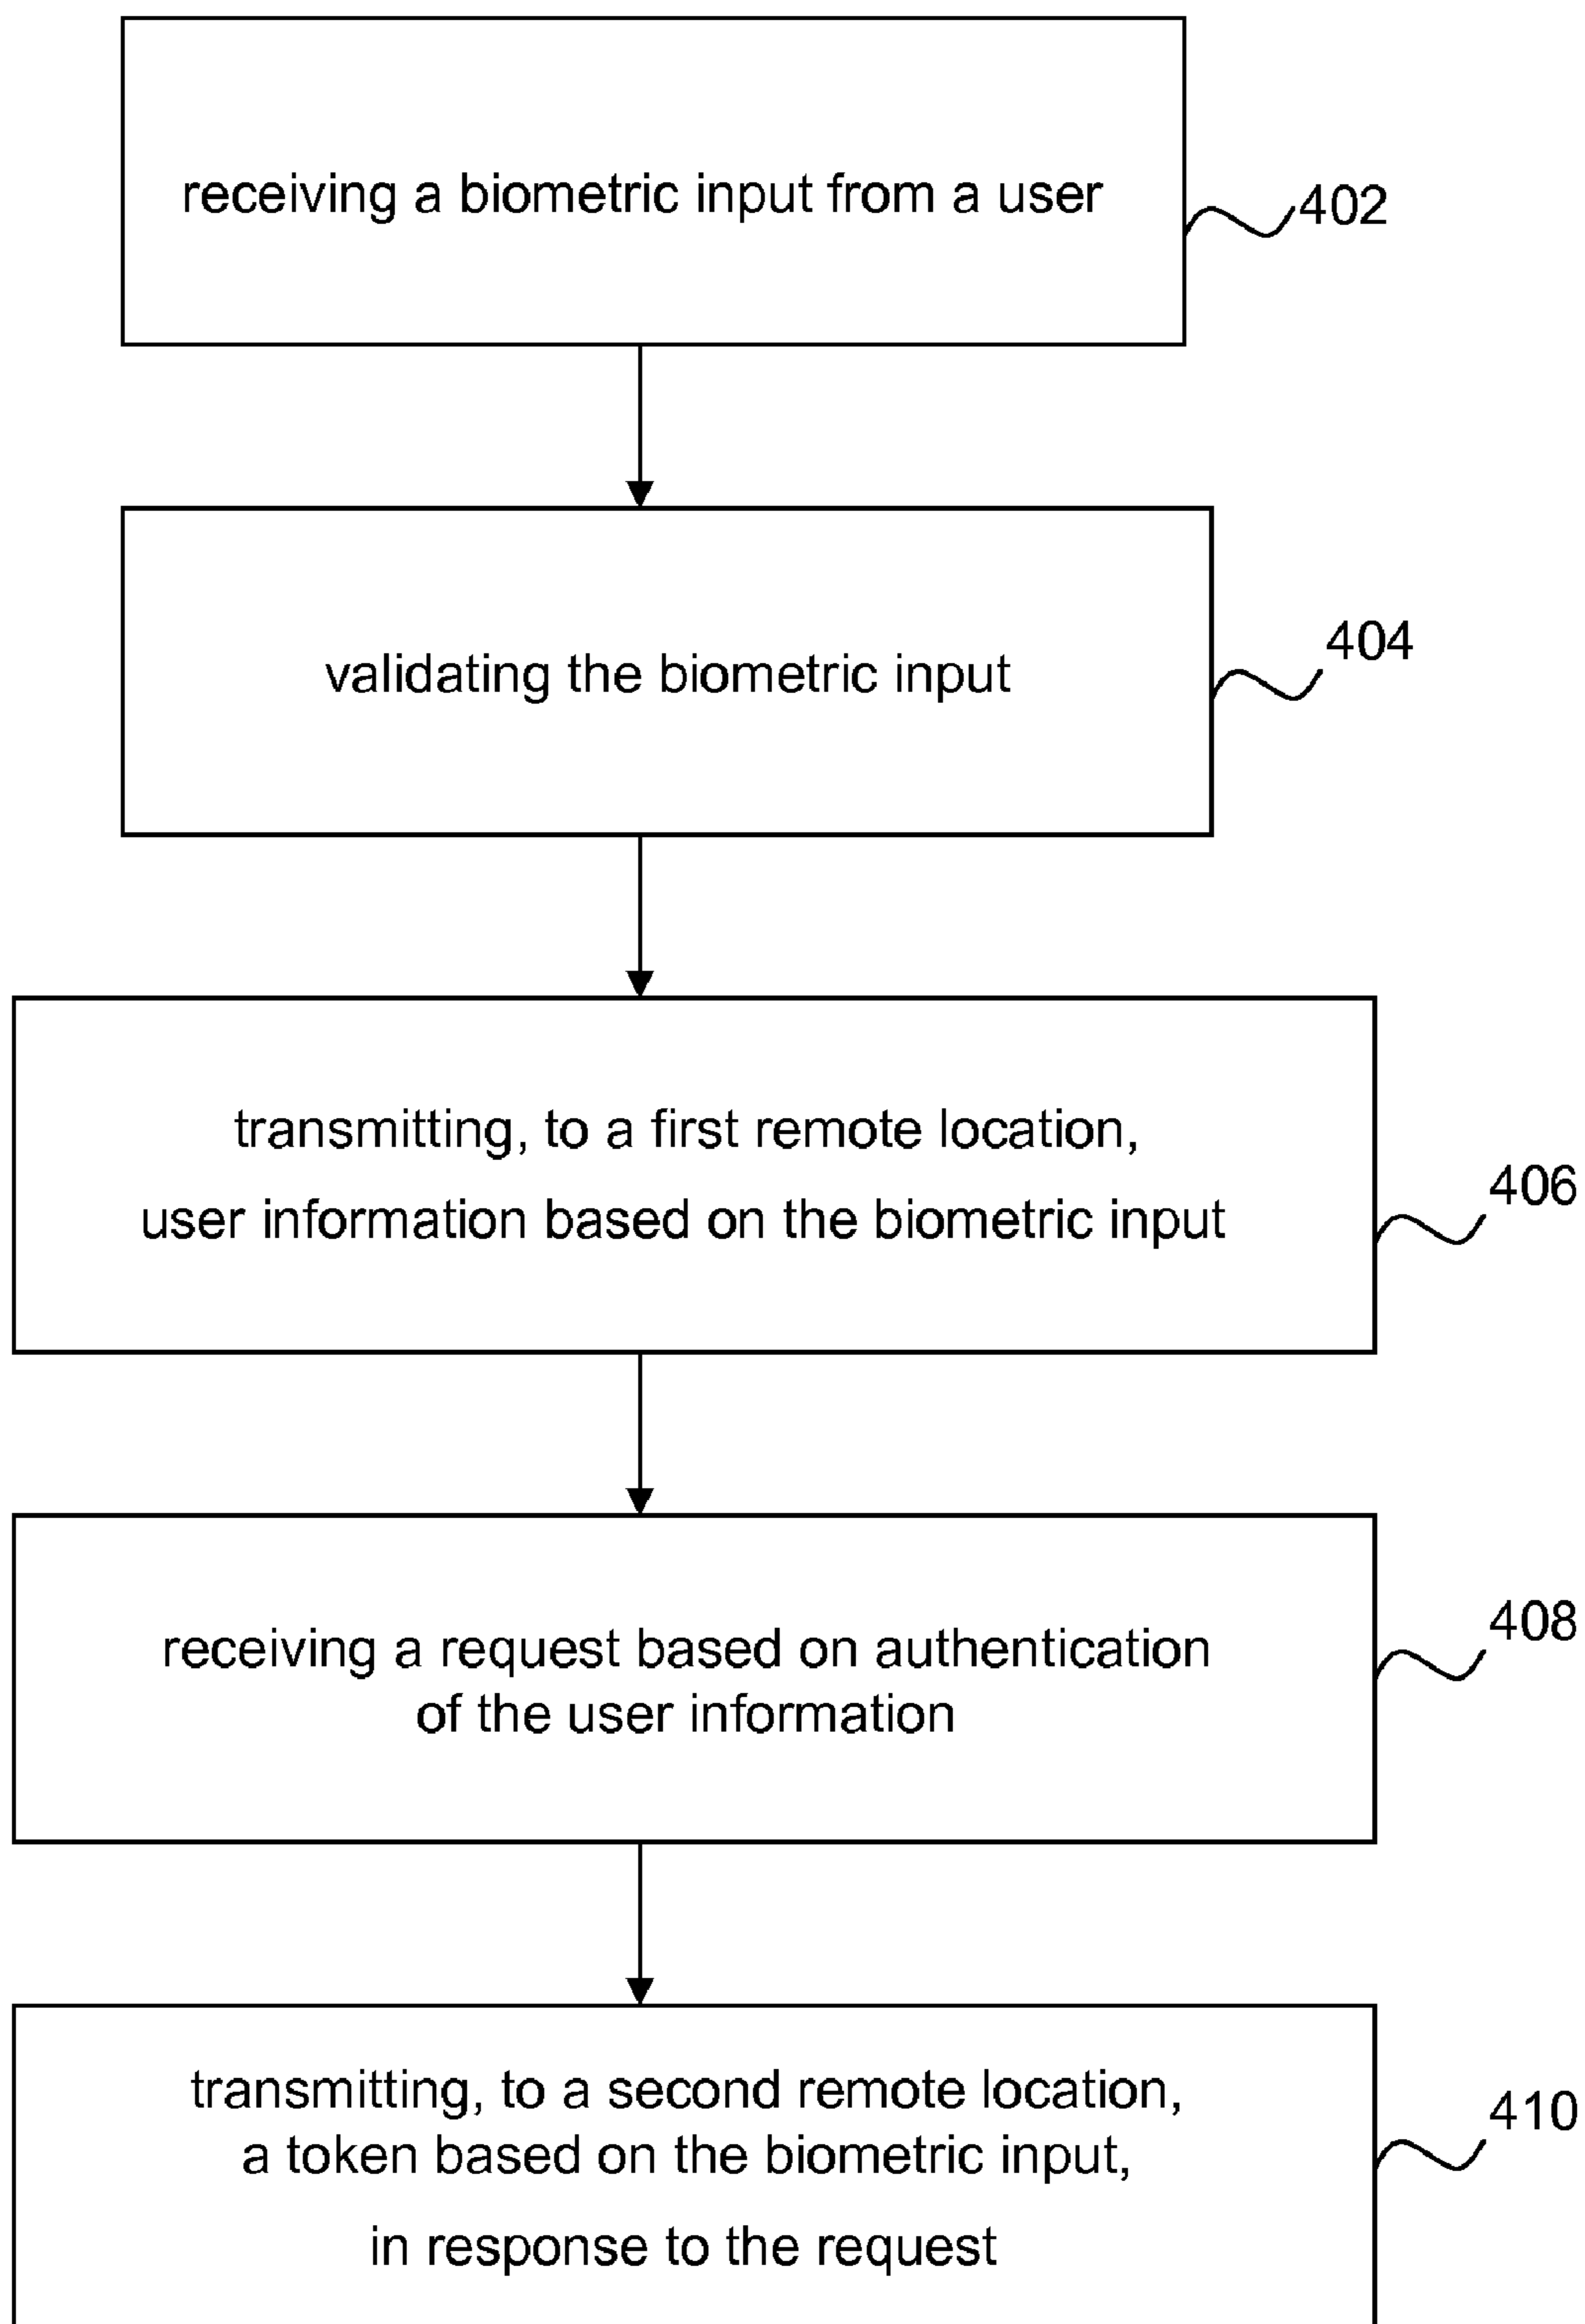 receiving a biometric input from a user
402
validating the biometric input
404
transmitting, to a first remote location,
user information based on the biometric input
406
receiving a request based on authentication
of the user information
408
transmitting, to a second remote location,
a token based on the biometric input,
in response to the request
410